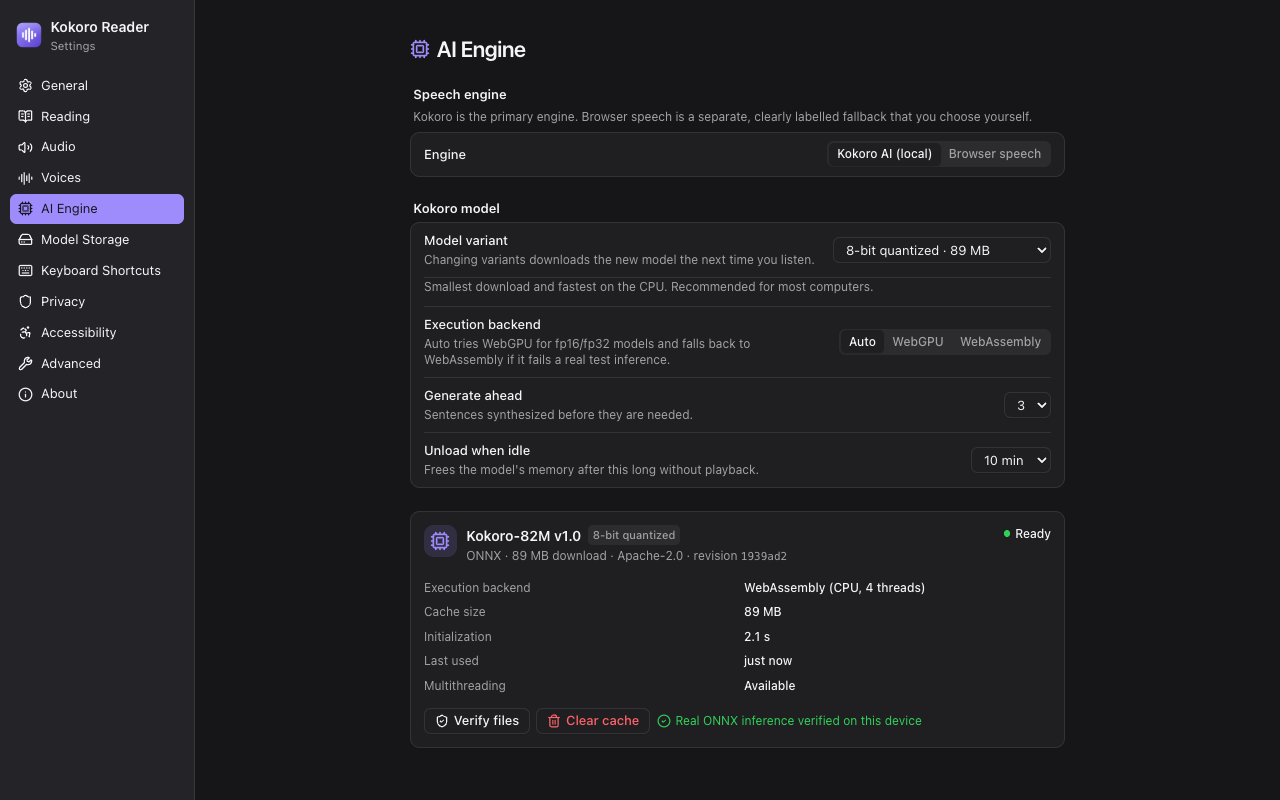 Kokoro Reader
Settings
General
Reading
Audio
Voices
AI Engine
Model Storage
Keyboard Shortcuts
Privacy
Accessibility
Advanced
About
AI Engine
Speech engine
Kokoro is the primary engine. Browser speech is a separate, clearly labelled fallback that you choose yourself.
Engine
Kokoro AI (local) Browser speech
Kokoro model
Model variant
Changing variants downloads the new model the next time you listen.
8-bit quantized · 89 MB
Smallest download and fastest on the CPU. Recommended for most computers.
Execution backend
Auto tries WebGPU for fp16/fp32 models and falls back to
WebAssembly if it fails a real test inference.
Auto WebGPU WebAssembly
Generate ahead
Sentences synthesized before they are needed.
3
Unload when idle
Frees the model's memory after this long without playback.
10 min
Kokoro-82M v1.0 8-bit quantized
ONNX · 89 MB download · Apache-2.0 · revision 1939ad2
Ready
Execution backend WebAssembly (CPU, 4 threads)
Cache size 89 MB
Initialization 2.1 s
Last used just now
Multithreading Available
Verify files Clear cache Real ONNX inference verified on this device